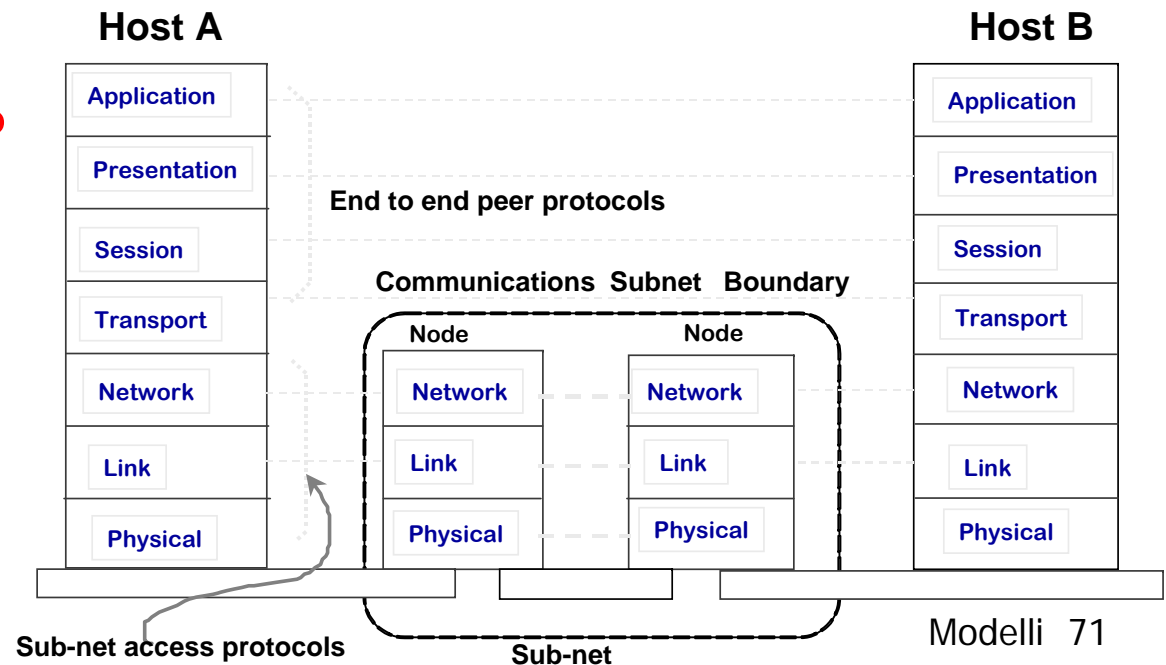 Host A
Host B
Application
Application
Presentation
Presentation
End to end peer protocols
Session
Session
Communications Subnet Boundary
Transport
Transport
Node
Node
Network
Network
Network
Network
Link
Link
Link
Link
Physical
Physical
Physical
Physical
Sub-net access protocols
Sub-net
Modelli 71